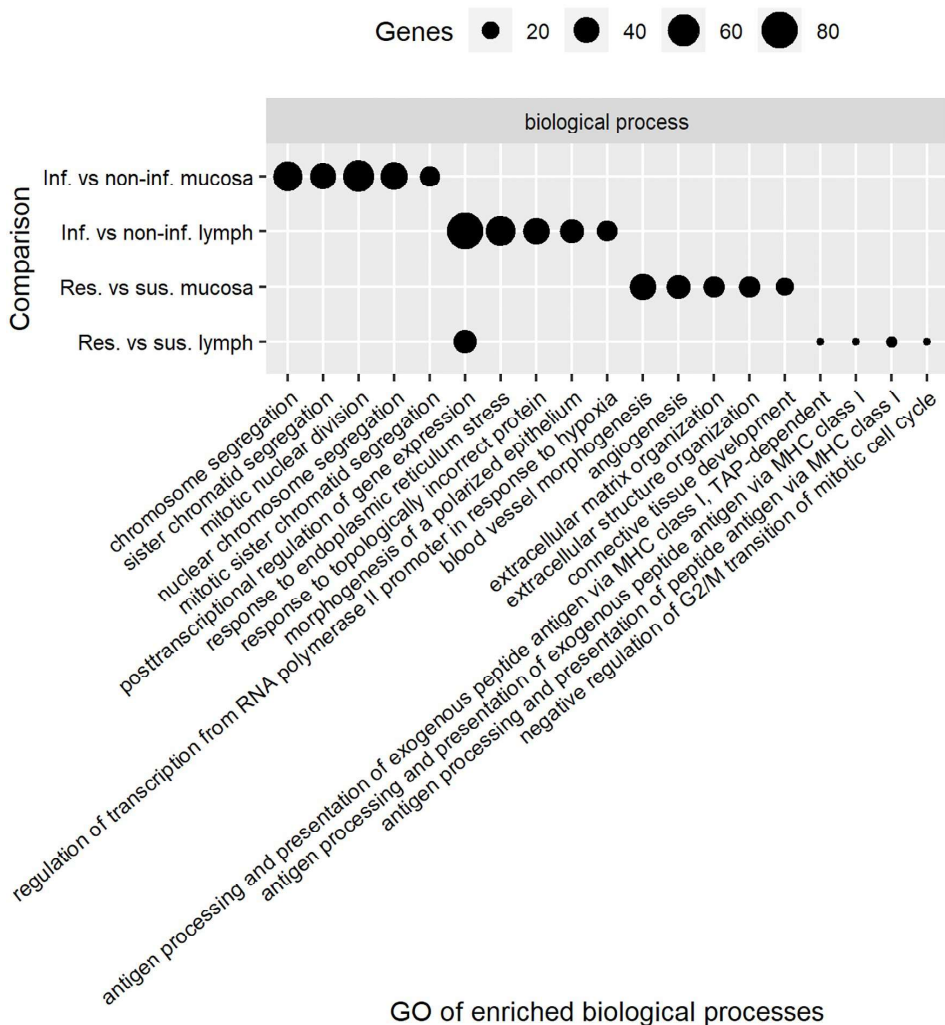 Genes 20 40 60 80
biological process
Comparison
Inf. vs non-inf. mucosa
Inf. vs non-inf. lymph
Res. vs sus. mucosa
Res. vs sus. lymph
chromosome segregation
sister chromatid segregation
mitotic nuclear division
nuclear chromosome segregation
mitotic sister chromatid segregation
posttranscriptional regulation of gene expression
response to endoplasmic reticulum stress
response to topologically incorrect protein
morphogenesis of a polarized epithelium
regulation of transcription from RNA polymerase II promoter in response to hypoxia
blood vessel morphogenesis
angiogenesis
extracellular matrix organization
extracellular structure organization
connective tissue development
antigen processing and presentation of exogenous peptide antigen via MHC class I, TAP-dependent
antigen processing and presentation of exogenous peptide antigen via MHC class I
antigen processing and presentation of peptide antigen via MHC class I
negative regulation of G2/M transition of mitotic cell cycle
GO of enriched biological processes